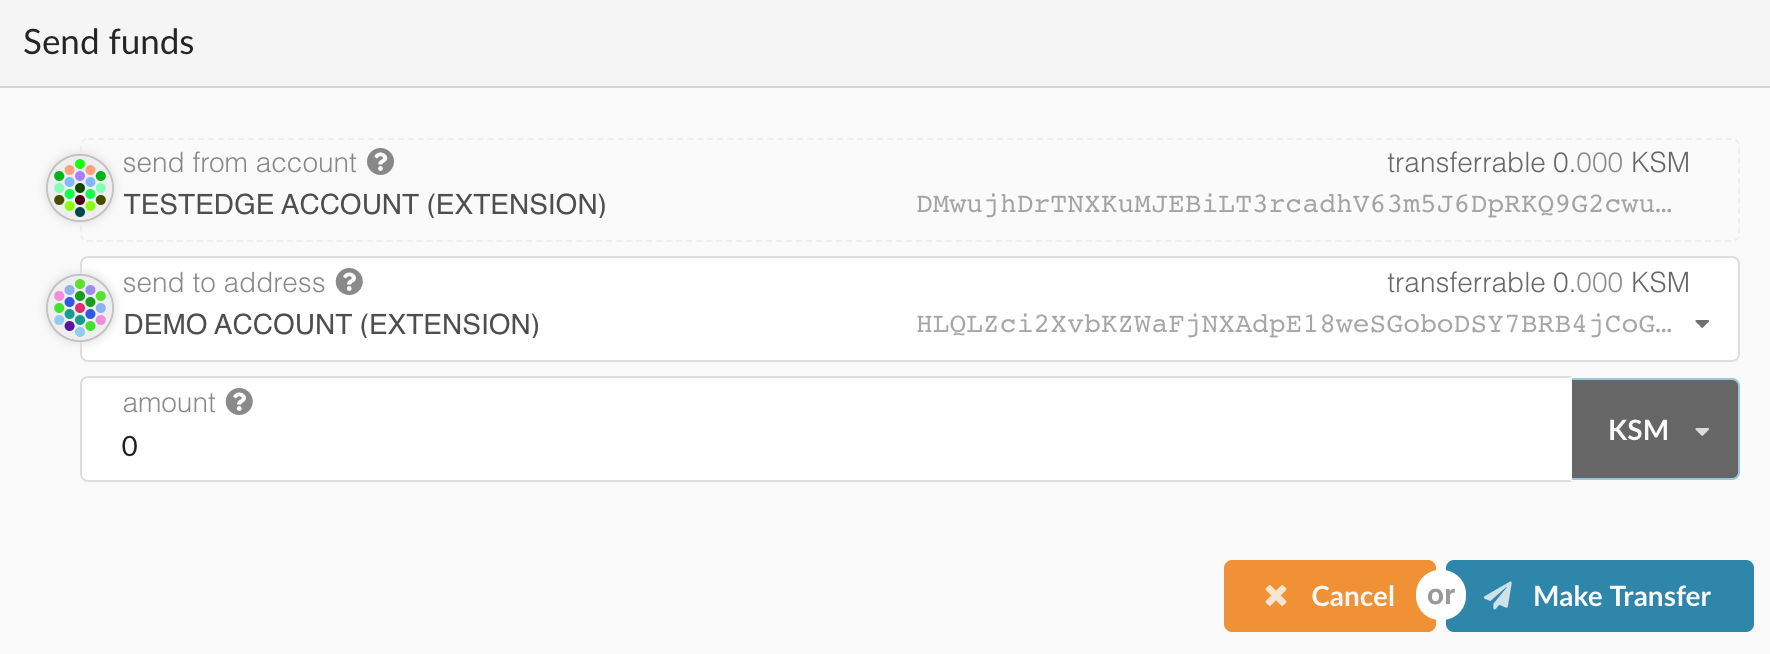 Send funds
send from account ?
transferrable 0.000 KSM
TESTEDGE ACCOUNT (EXTENSION)
DMwujhDrTNXKuMJEBiLT3rcadhV63m5J6DpRKQ9G2cwu…
send to address ?
transferrable 0.000 KSM
DEMO ACCOUNT (EXTENSION)
HLQLZci2XvbKZWaFjNXAdpE18weSGoboDSY7BRB4jCoG…
amount ?
0
KSM
Cancel
or
Make Transfer